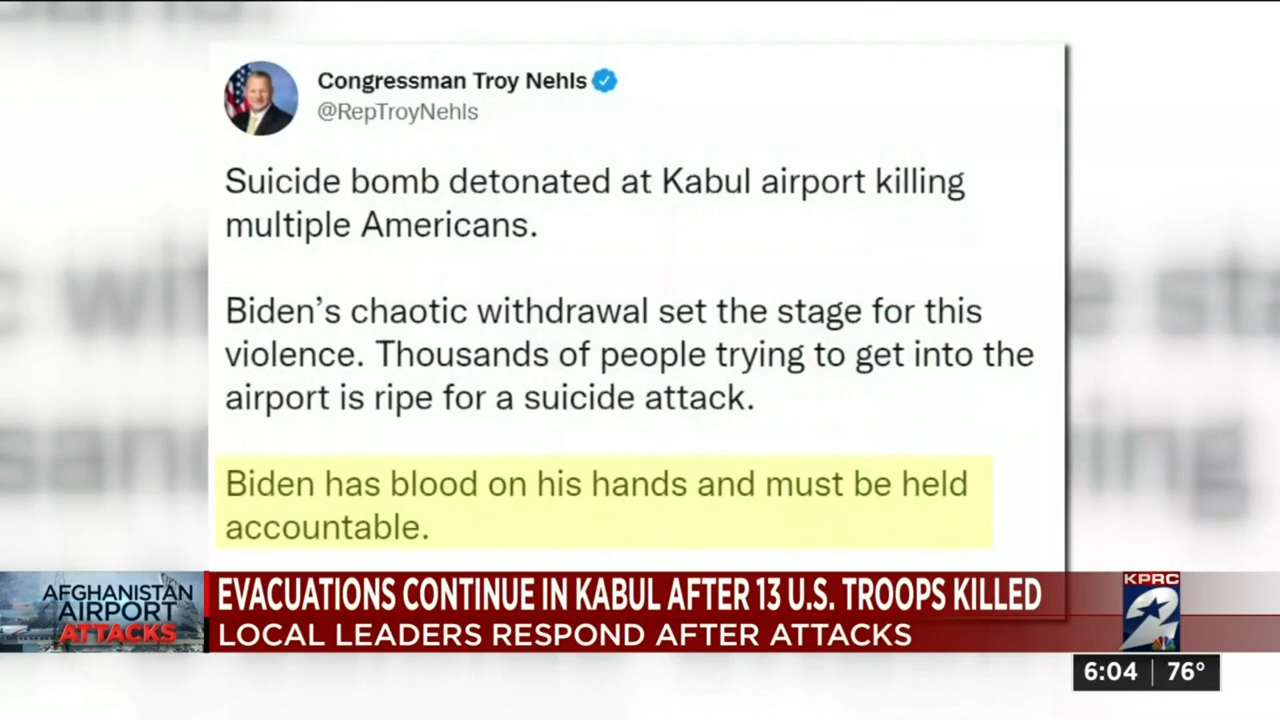 Congressman Troy Nehls
@RepTroyNehls
Suicide bomb detonated at Kabul airport killing
multiple Americans.
Biden's chaotic withdrawal set the stage for this
violence. Thousands of people trying to get into the
airport is ripe for a suicide attack.
Biden has blood on his hands and must be held
accountable.
AFGHANISTAN
AIRPORT
ATTACKS
EVACUATIONS CONTINUE IN KABUL AFTER 13 U.S. TROOPS KILLED
LOCAL LEADERS RESPOND AFTER ATTACKS
KPRC
2
6:04 | 76°